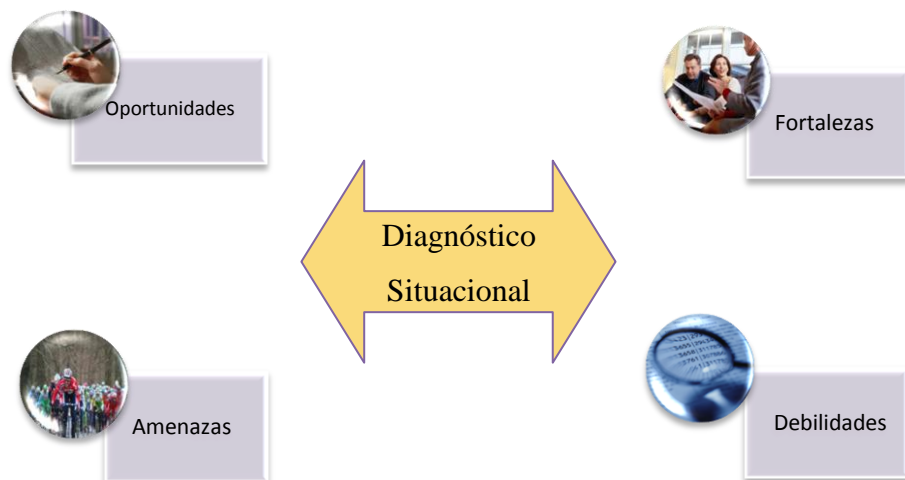 Oportunidades
Fortalezas
Diagnóstico
Situacional
Amenazas
Debilidades